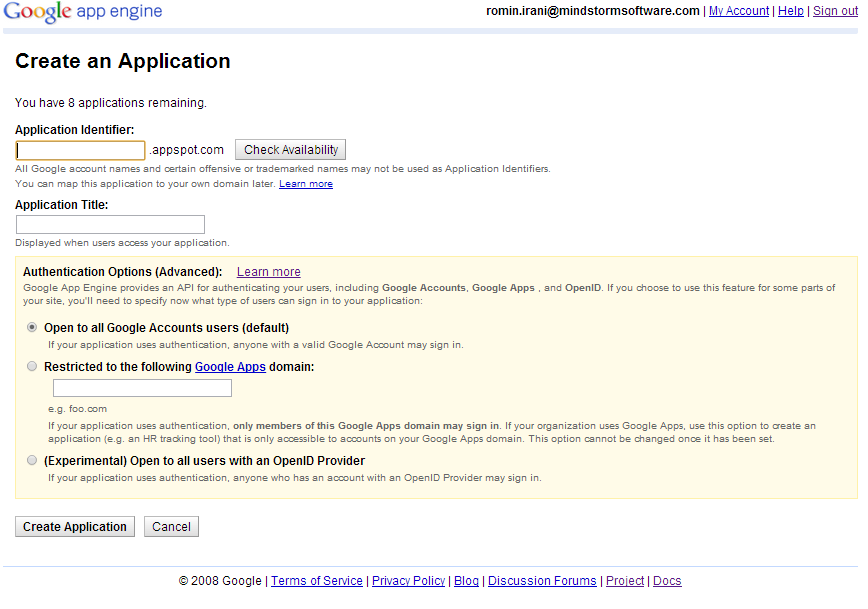 Google app engine
romin.irani@mindstormsoftware.com | My Account | Help | Sign out
Create an Application
You have 8 applications remaining.
Application Identifier:
.appspot.com Check Availability
All Google account names and certain offensive or trademarked names may not be used as Application Identifiers.
You can map this application to your own domain later. Learn more
Application Title:
Displayed when users access your application.
Authentication Options (Advanced): Learn more
Google App Engine provides an API for authenticating your users, including Google Accounts, Google Apps , and OpenID. If you choose to use this feature for some parts of
your site, you'll need to specify now what type of users can sign in to your application:
Open to all Google Accounts users (default)
If your application uses authentication, anyone with a valid Google Account may sign in.
Restricted to the following Google Apps domain:
e.g. foo.com
If your application uses authentication, only members of this Google Apps domain may sign in. If your organization uses Google Apps, use this option to create an
application (e.g. an HR tracking tool) that is only accessible to accounts on your Google Apps domain. This option cannot be changed once it has been set.
(Experimental) Open to all users with an OpenID Provider
If your application uses authentication, anyone who has an account with an OpenID Provider may sign in.
Create Application Cancel
© 2008 Google | Terms of Service | Privacy Policy | Blog | Discussion Forums | Project | Docs